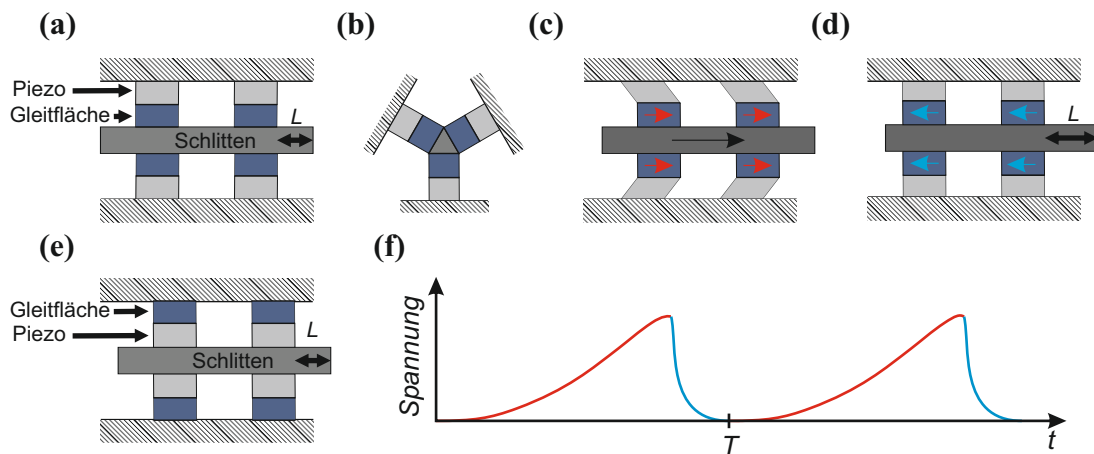 (a)
Piezo
Gleitfläche
L
Schlitten
(b)
(c)
(d)
L
(e)
Gleitfläche
Piezo
L
Schlitten
(f)
Spannung
T
t